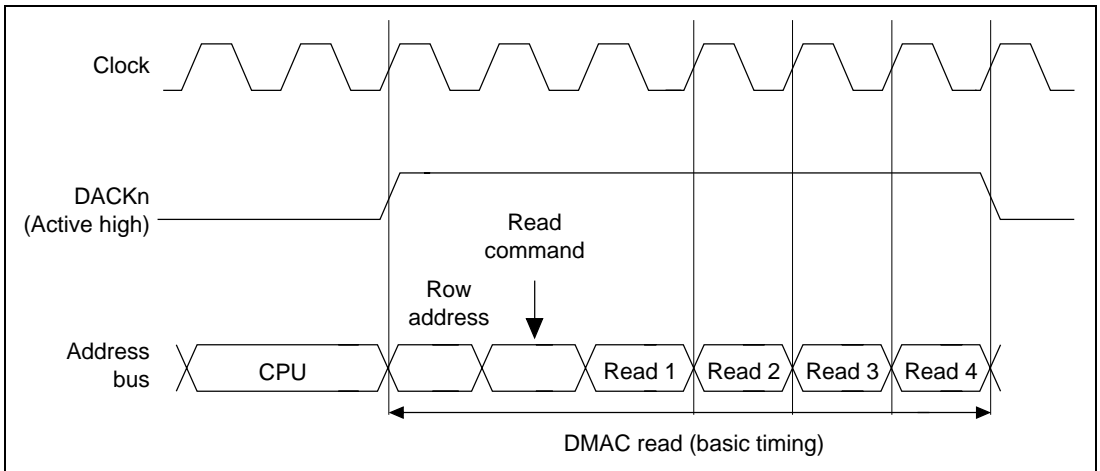 Clock
DACKn
(Active high)
Read
command
Row
address
Address
bus
CPU
Read 1
Read 2
Read 3
Read 4
DMAC read (basic timing)